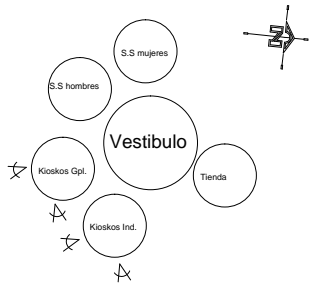 S.S mujeres
S.S hombres
Vestibulo
Kioskos Gpl.
Tienda
Kioskos Ind.